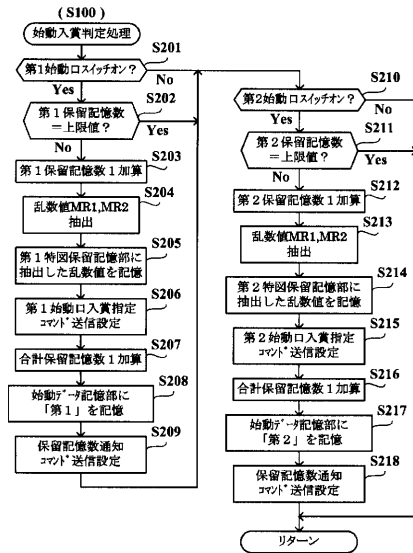 (S100)
始動入賞判定処理
S201
第1始動口スイッチオン?
No
Yes
S202
第1保留記憶数
=上限値?
Yes
No
S203
第1保留記憶数1加算
S204
乱数値MR1,MR2
抽出
S205
第1特図保留記憶部に
抽出した乱数値を記憶
S206
第1始動口入賞指定
コマンド送信設定
S207
合計保留記憶数1加算
S208
始動データ記憶部に
「第1」を記憶
S209
保留記憶数通知
コマンド送信設定
S210
第2始動口スイッチオン?
No
Yes
S211
第2保留記憶数
=上限値?
Yes
No
S212
第2保留記憶数1加算
S213
乱数値MR1,MR2
抽出
S214
第2特図保留記憶部に
抽出した乱数値を記憶
S215
第2始動口入賞指定
コマンド送信設定
S216
合計保留記憶数1加算
S217
始動データ記憶部に
「第2」を記憶
S218
保留記憶数通知
コマンド送信設定
リターン